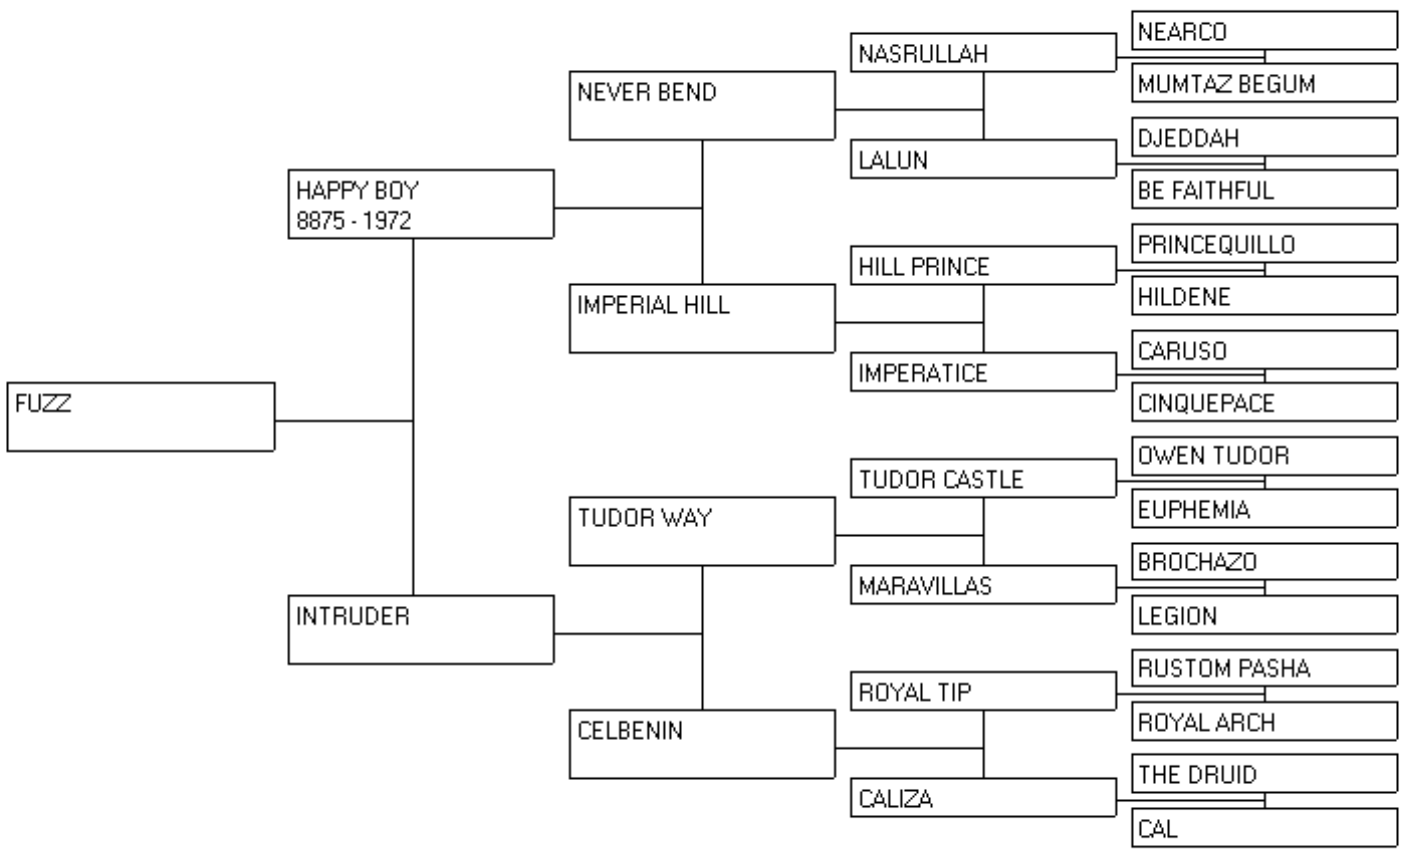 NEARCO
NASRULLAH
MUMTAZ BEGUM
NEVER BEND
DJEDDAH
LALUN
BE FAITHFUL
HAPPY BOY
8875 - 1972
PRINCEQUILLO
HILL PRINCE
HILDENE
IMPERIAL HILL
CARUSO
IMPERATICE
CINQUEPACE
FUZZ
OWEN TUDOR
TUDOR CASTLE
EUPHEMIA
TUDOR WAY
BROCHAZO
MARAVILLAS
LEGION
INTRUDER
RUSTOM PASHA
ROYAL TIP
ROYAL ARCH
CELBENIN
THE DRUID
CALIZA
CAL